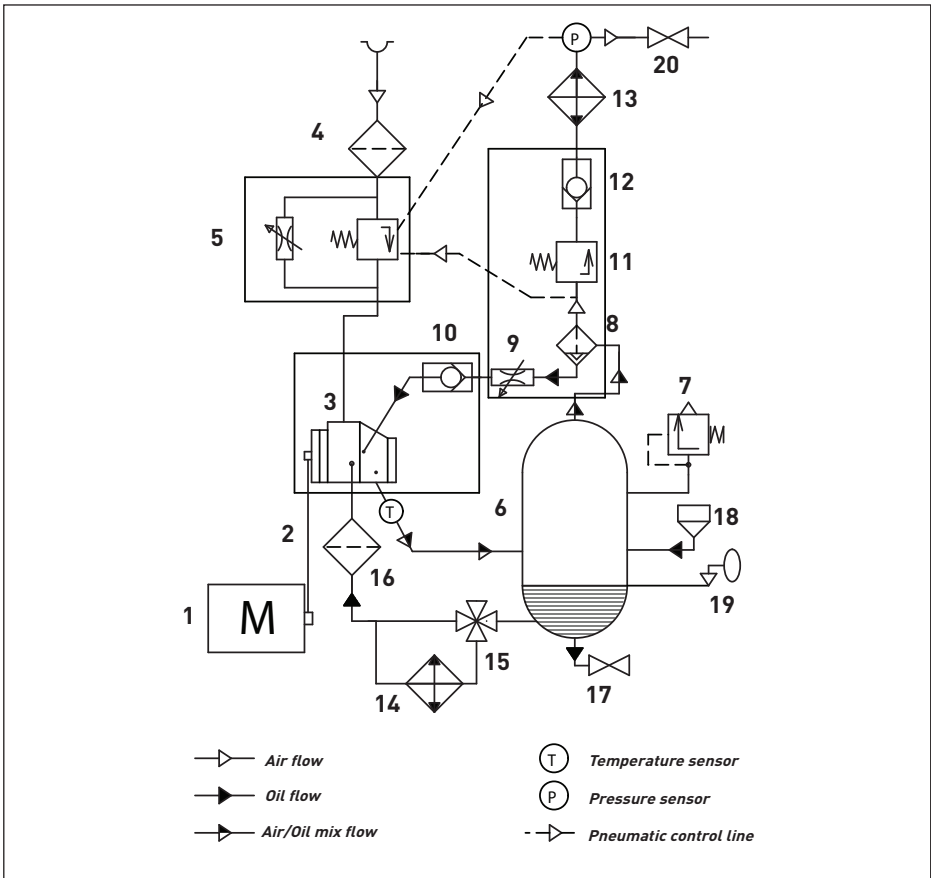 P
20
13
4
12
5
11
10
9
8
7
3
T
6
18
2
16
19
1
M
15
14
17
Air flow
T
Temperature sensor
Oil flow
P
Pressure sensor
Air/Oil mix flow
Pneumatic control line